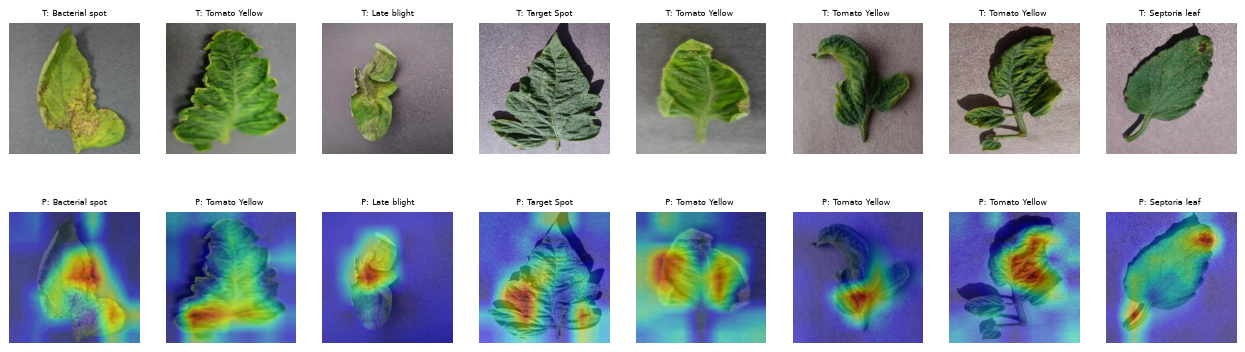 T: Bacterial spot
T: Tomato Yellow
T: Late blight
T: Target Spot
T: Tomato Yellow
T: Tomato Yellow
T: Tomato Yellow
T: Septoria leaf
P: Bacterial spot
P: Tomato Yellow
P: Late blight
P: Target Spot
P: Tomato Yellow
P: Tomato Yellow
P: Tomato Yellow
P: Septoria leaf